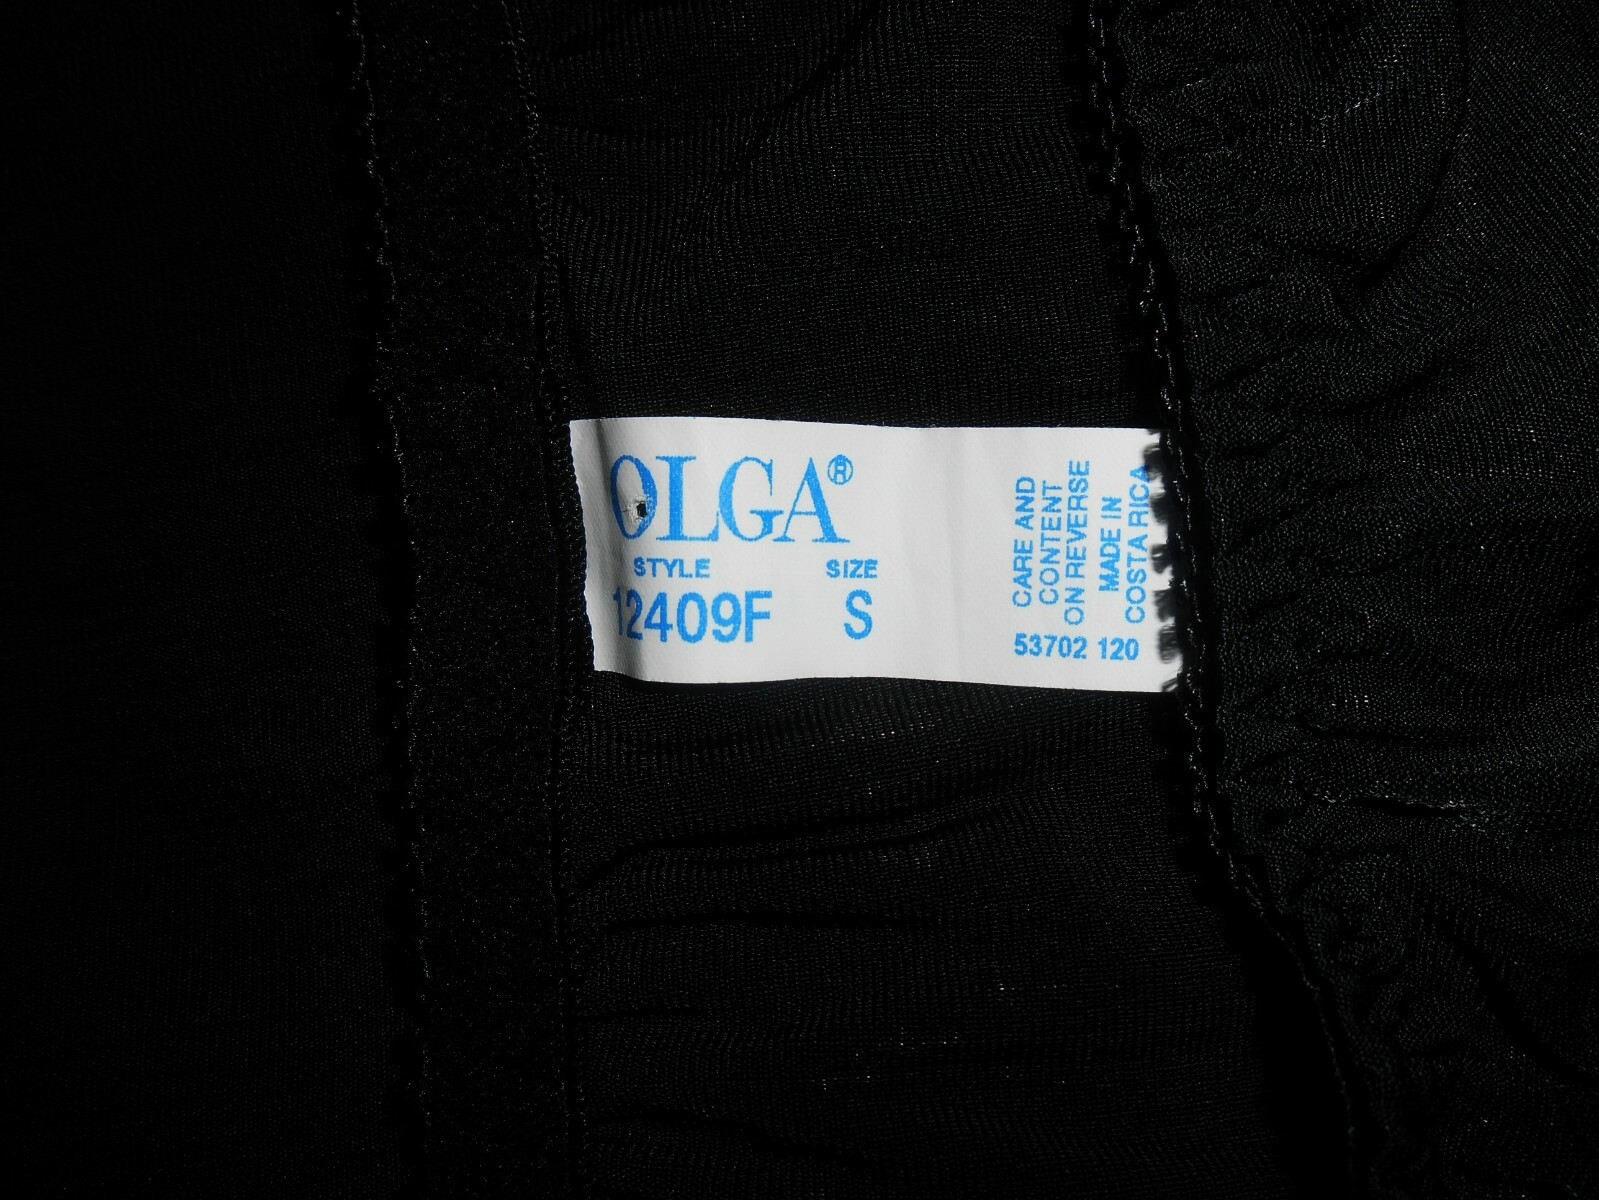 OLGA®
STYLE SIZE
12409F S
CARE AND
CONTENT
ON REVERSE
MADE IN
COSTA RICA
53702 120